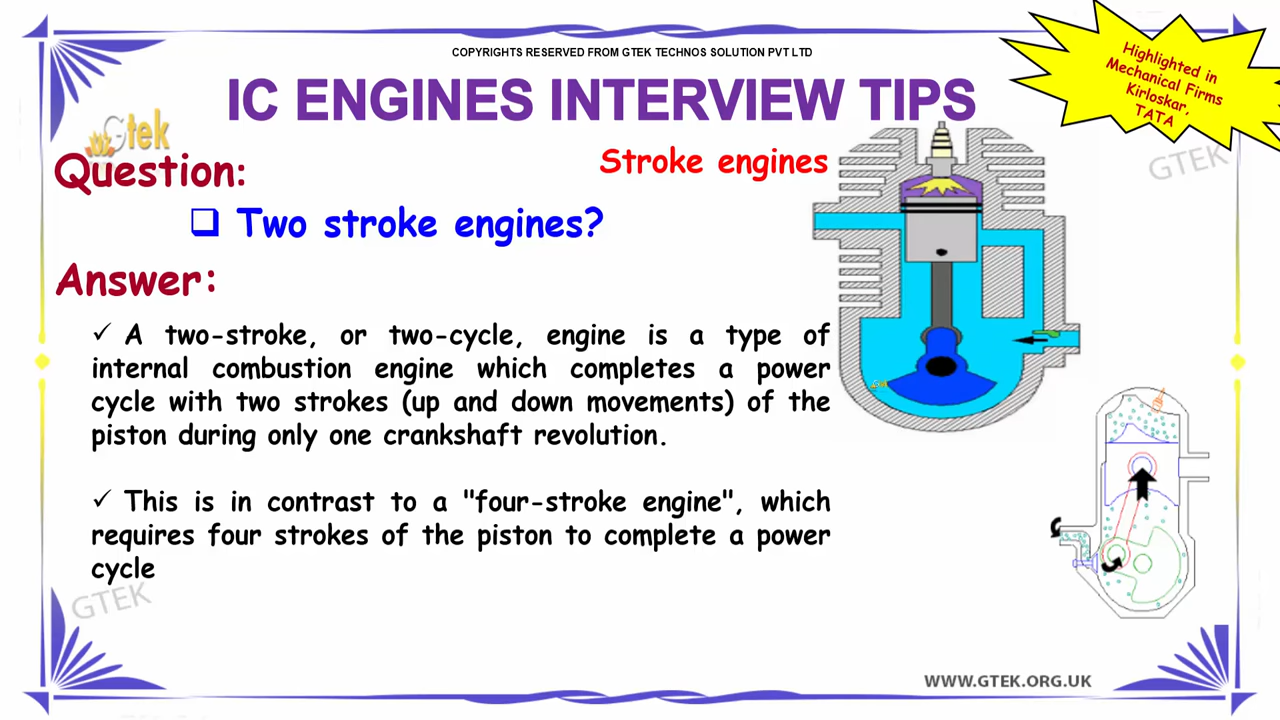 COPYRIGHTS RESERVED FROM GTEK TECHNOS SOLUTION PVT LTD
IC ENGINES INTERVIEW TIPS
Highlighted in
Mechanical Firms
Kirloskar,
TATA
Gtek
GTEK
Question:
Stroke engines
Two stroke engines?
Answer:
✓ A two-stroke, or two-cycle, engine is a type of
internal combustion engine which completes a power
cycle with two strokes (up and down movements) of the
piston during only one crankshaft revolution.
✓ This is in contrast to a "four-stroke engine", which
requires four strokes of the piston to complete a power
cycle
GTEK
WWW.GTEK.ORG.UK